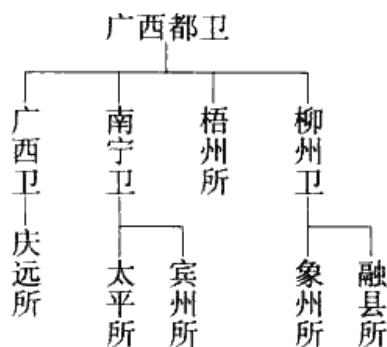 广西都卫
广西卫
南宁卫
梧州所
柳州卫
庆远所
太平所
宾州所
象州所
融县所